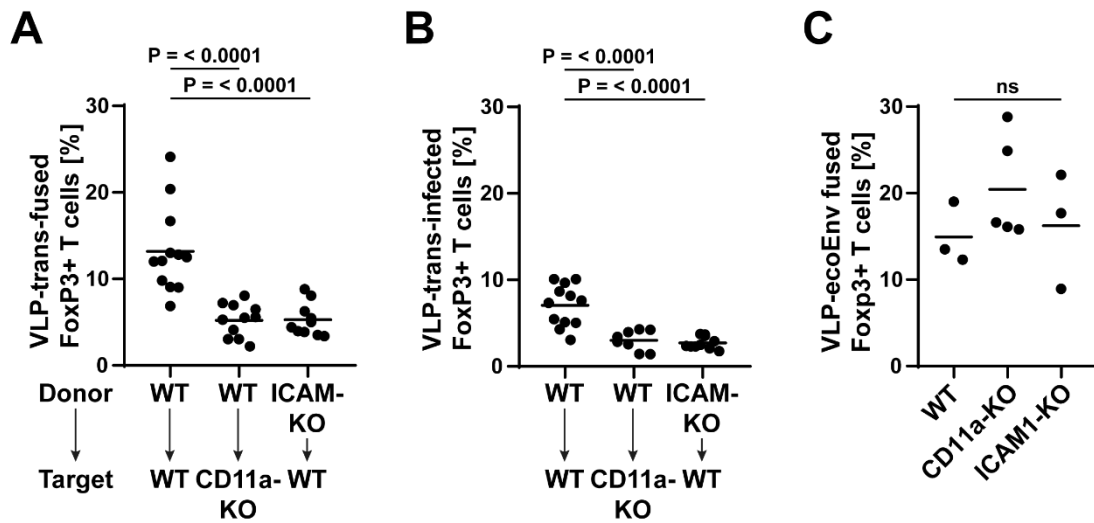 A
P = < 0.0001
P = < 0.0001
VLP-trans-fused
FoxP3+ T cells [%]
30
20
10
0
Donor
WT
WT
ICAM-
KO
Target
WT
CD11a-
KO
WT
B
P = < 0.0001
P = < 0.0001
VLP-trans-infected
FoxP3+ T cells [%]
30
20
10
0
WT
WT
ICAM-
KO
WT
CD11a-
KO
WT
C
ns
VLP-ecoEnv fused
Foxp3+ T cells [%]
30
20
10
0
WT
CD11a-KO
ICAM1-KO